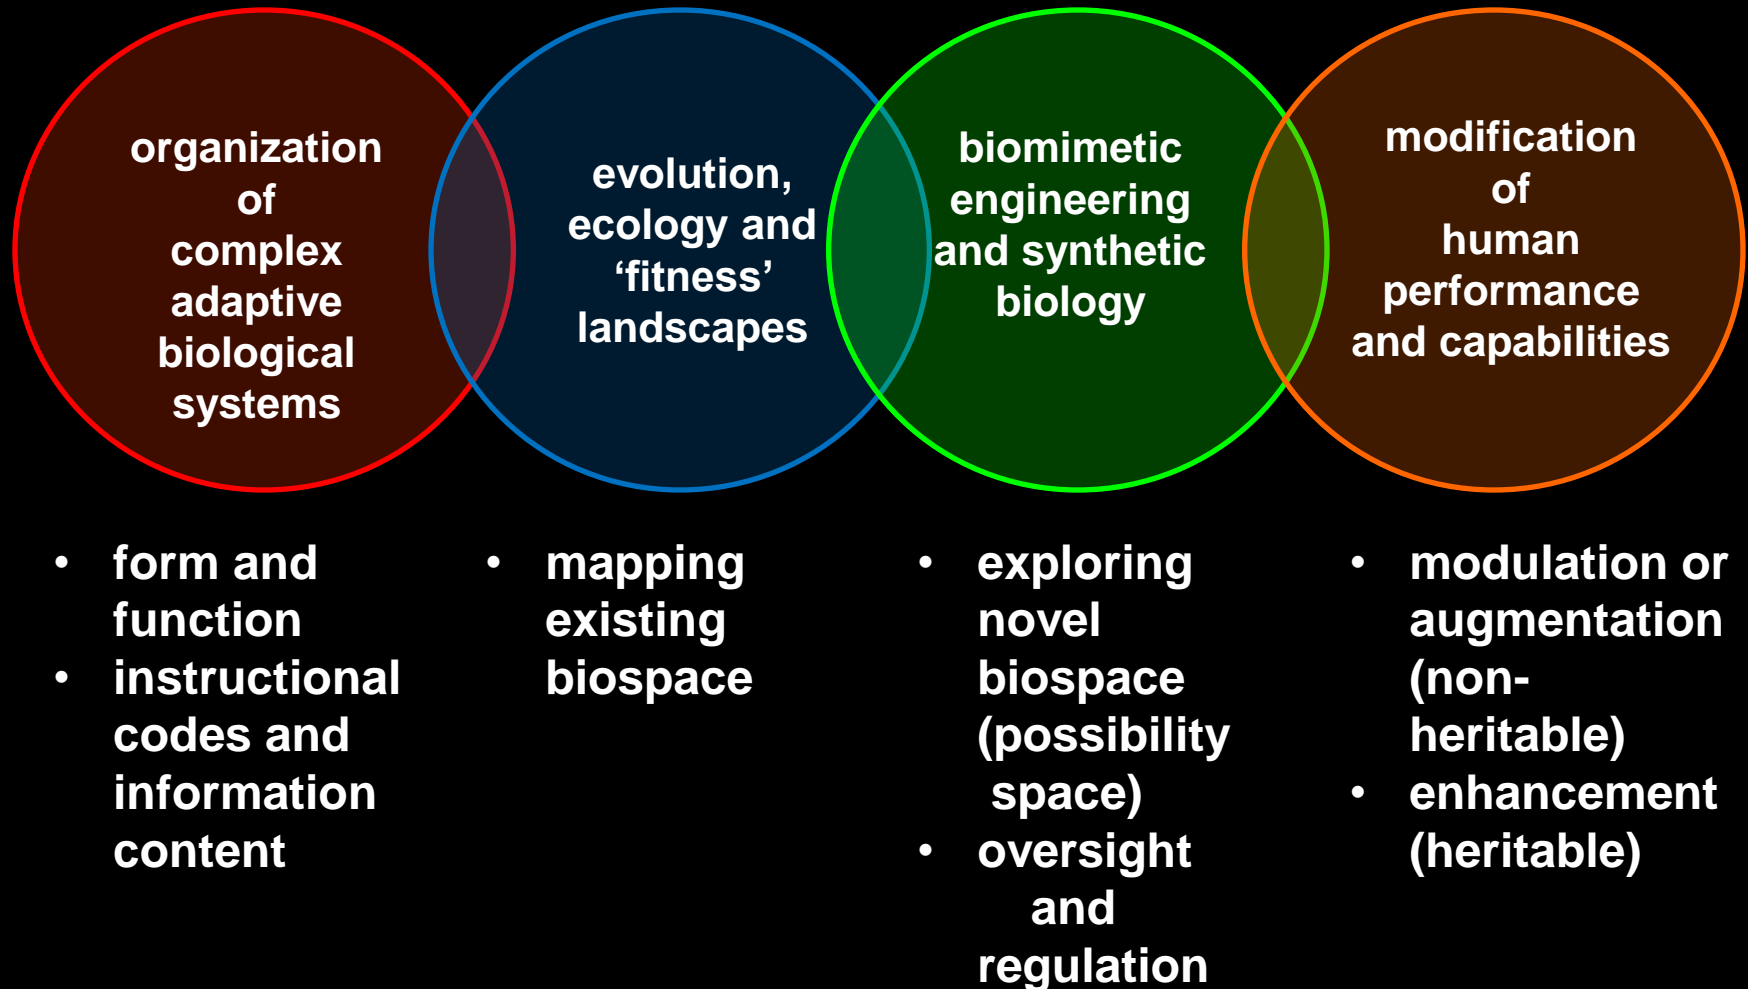 organization
of
complex
adaptive
biological
systems
evolution,
ecology and
‘fitness’
landscapes
biomimetic
engineering
and synthetic
biology
modification
of
human
performance
and capabilities
• form and
function
• instructional
codes and
information
content
• mapping
existing
biospace
• exploring
novel
biospace
(possibility
space)
• oversight
and
regulation
• modulation or
augmentation
(non-
heritable)
• enhancement
(heritable)